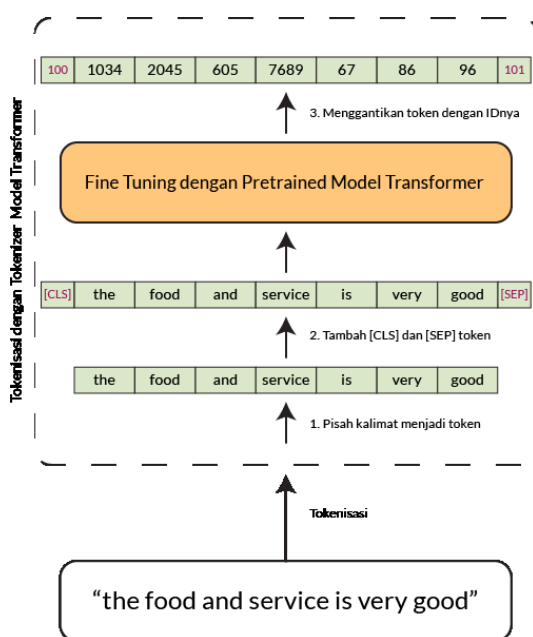 Tokenisasi dengan Tokenizer Model Transformer
100 1034 2045 605 7689 67 86 96 101
3. Menggantikan token dengan IDnya
Fine Tuning dengan Pretrained Model Transformer
[CLS] the food and service is very good [SEP]
2. Tambah [CLS] dan [SEP] token
the food and service is very good
1. Pisah kalimat menjadi token
Tokenisasi
“the food and service is very good”